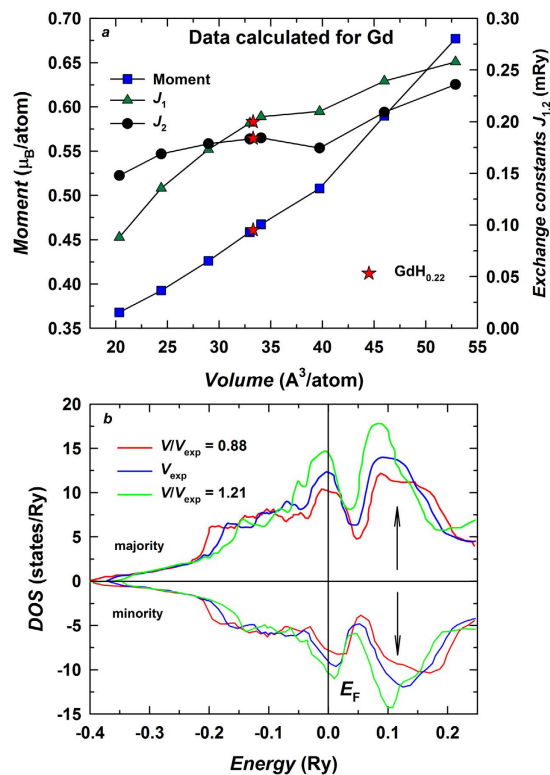 a
Data calculated for Gd
Moment
J1
J2
GdH0.22
Moment (μB/atom)
0.70
0.65
0.60
0.55
0.50
0.45
0.40
0.35
Exchange constants J1,2 (mRy)
0.30
0.25
0.20
0.15
0.10
0.05
0.00
20 25 30 35 40 45 50 55
Volume (A3/atom)
b
V/Vexp = 0.88
Vexp
V/Vexp = 1.21
majority
minority
EF
DOS (states/Ry)
20
15
10
5
0
-5
-10
-15
-0.4 -0.3 -0.2 -0.1 0.0 0.1 0.2
Energy (Ry)